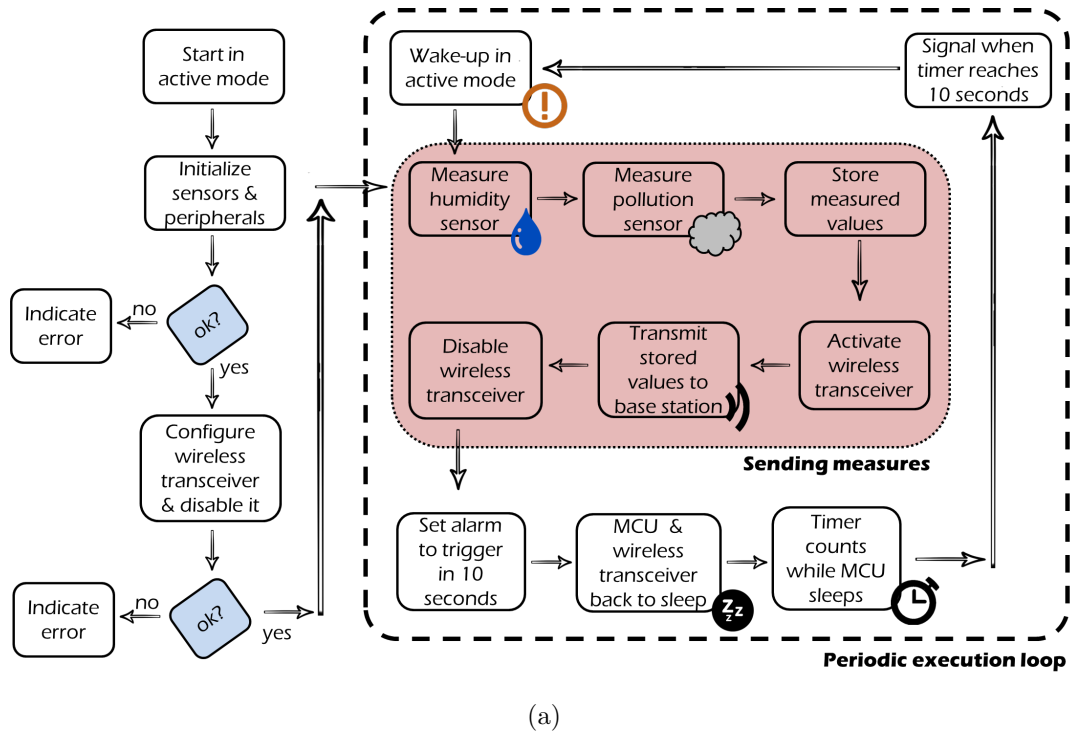 Start in
active mode
Initialize
sensors &
peripherals
ok?
no
Indicate
error
yes
Configure
wireless
transceiver
& disable it
ok?
no
Indicate
error
yes
Wake-up in
active mode
!
Signal when
timer reaches
10 seconds
Measure
humidity
sensor
Measure
pollution
sensor
Store
measured
values
Activate
wireless
transceiver
Transmit
stored
values to
base station
Disable
wireless
transceiver
Sending measures
Set alarm
to trigger
in 10
seconds
MCU & 
wireless
transceiver
back to sleep
Zzz
Timer
counts
while MCU
sleeps
Periodic execution loop
(a)